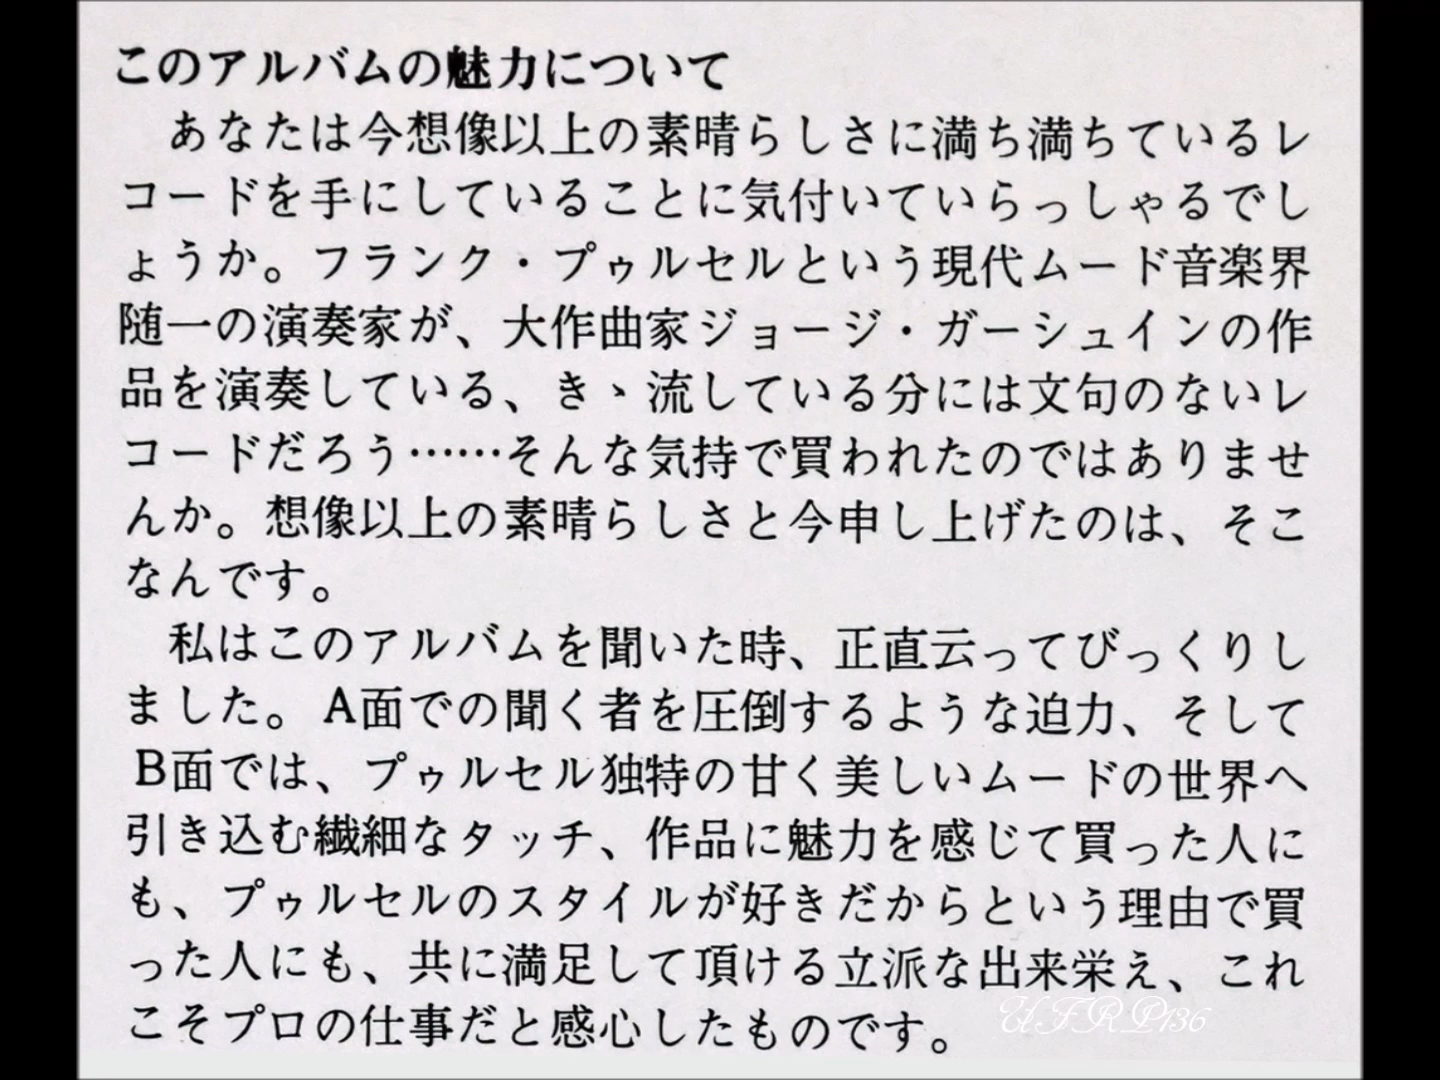 このアルバムの魅力について
あなたは今想像以上の素晴らしさに満ち満ちているレ
コードを手にしていることに気付いていらっしゃるでし
ょうか。フランク・プゥルセルという現代ムード音楽界
随一の演奏家が、大作曲家ジョージ・ガーシュインの作
品を演奏している、きゝ流している分には文句のないレ
コードだろう……そんな気持で買われたのではありませ
んか。想像以上の素晴らしさと今申し上げたのは、そこ
なんです。
私はこのアルバムを聞いた時、正直云ってびっくりし
ました。A面での聞く者を圧倒するような迫力、そして
B面では、プゥルセル独特の甘く美しいムードの世界へ
引き込む繊細なタッチ、作品に魅力を感じて買った人に
も、プゥルセルのスタイルが好きだからという理由で買
った人にも、共に満足して頂ける立派な出来栄え、これ
こそプロの仕事だと感心したものです。